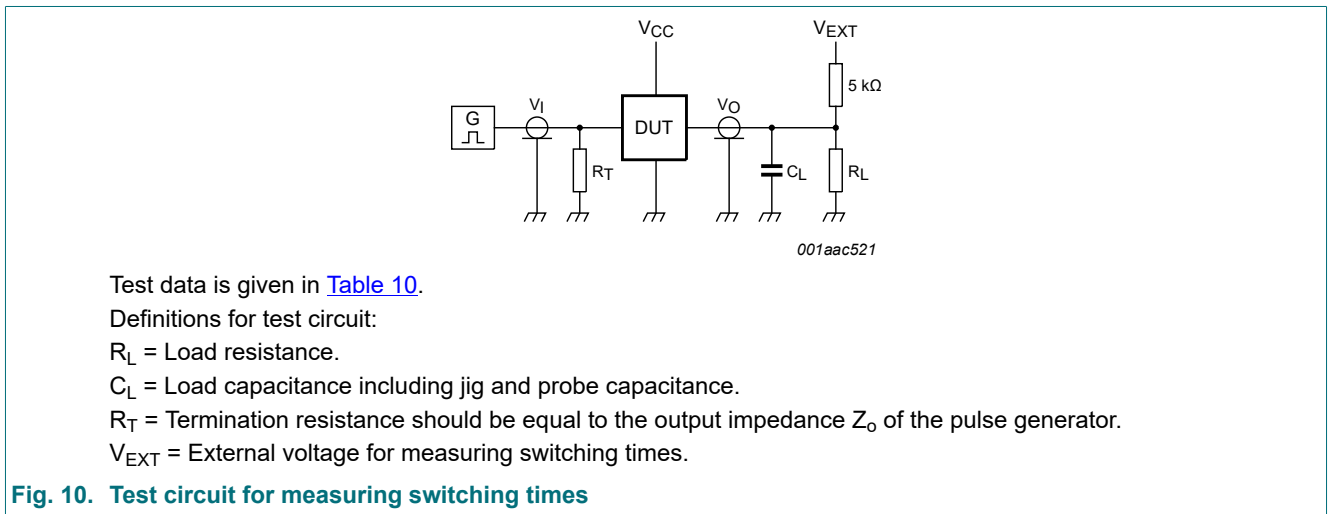 VCC
VEXT
5 kΩ
G
VI
DUT
VO
RT
CL
RL
001aac521
Test data is given in Table 10.
Definitions for test circuit:
RL = Load resistance.
CL = Load capacitance including jig and probe capacitance.
RT = Termination resistance should be equal to the output impedance Zo of the pulse generator.
VEXT = External voltage for measuring switching times.
Fig. 10. Test circuit for measuring switching times